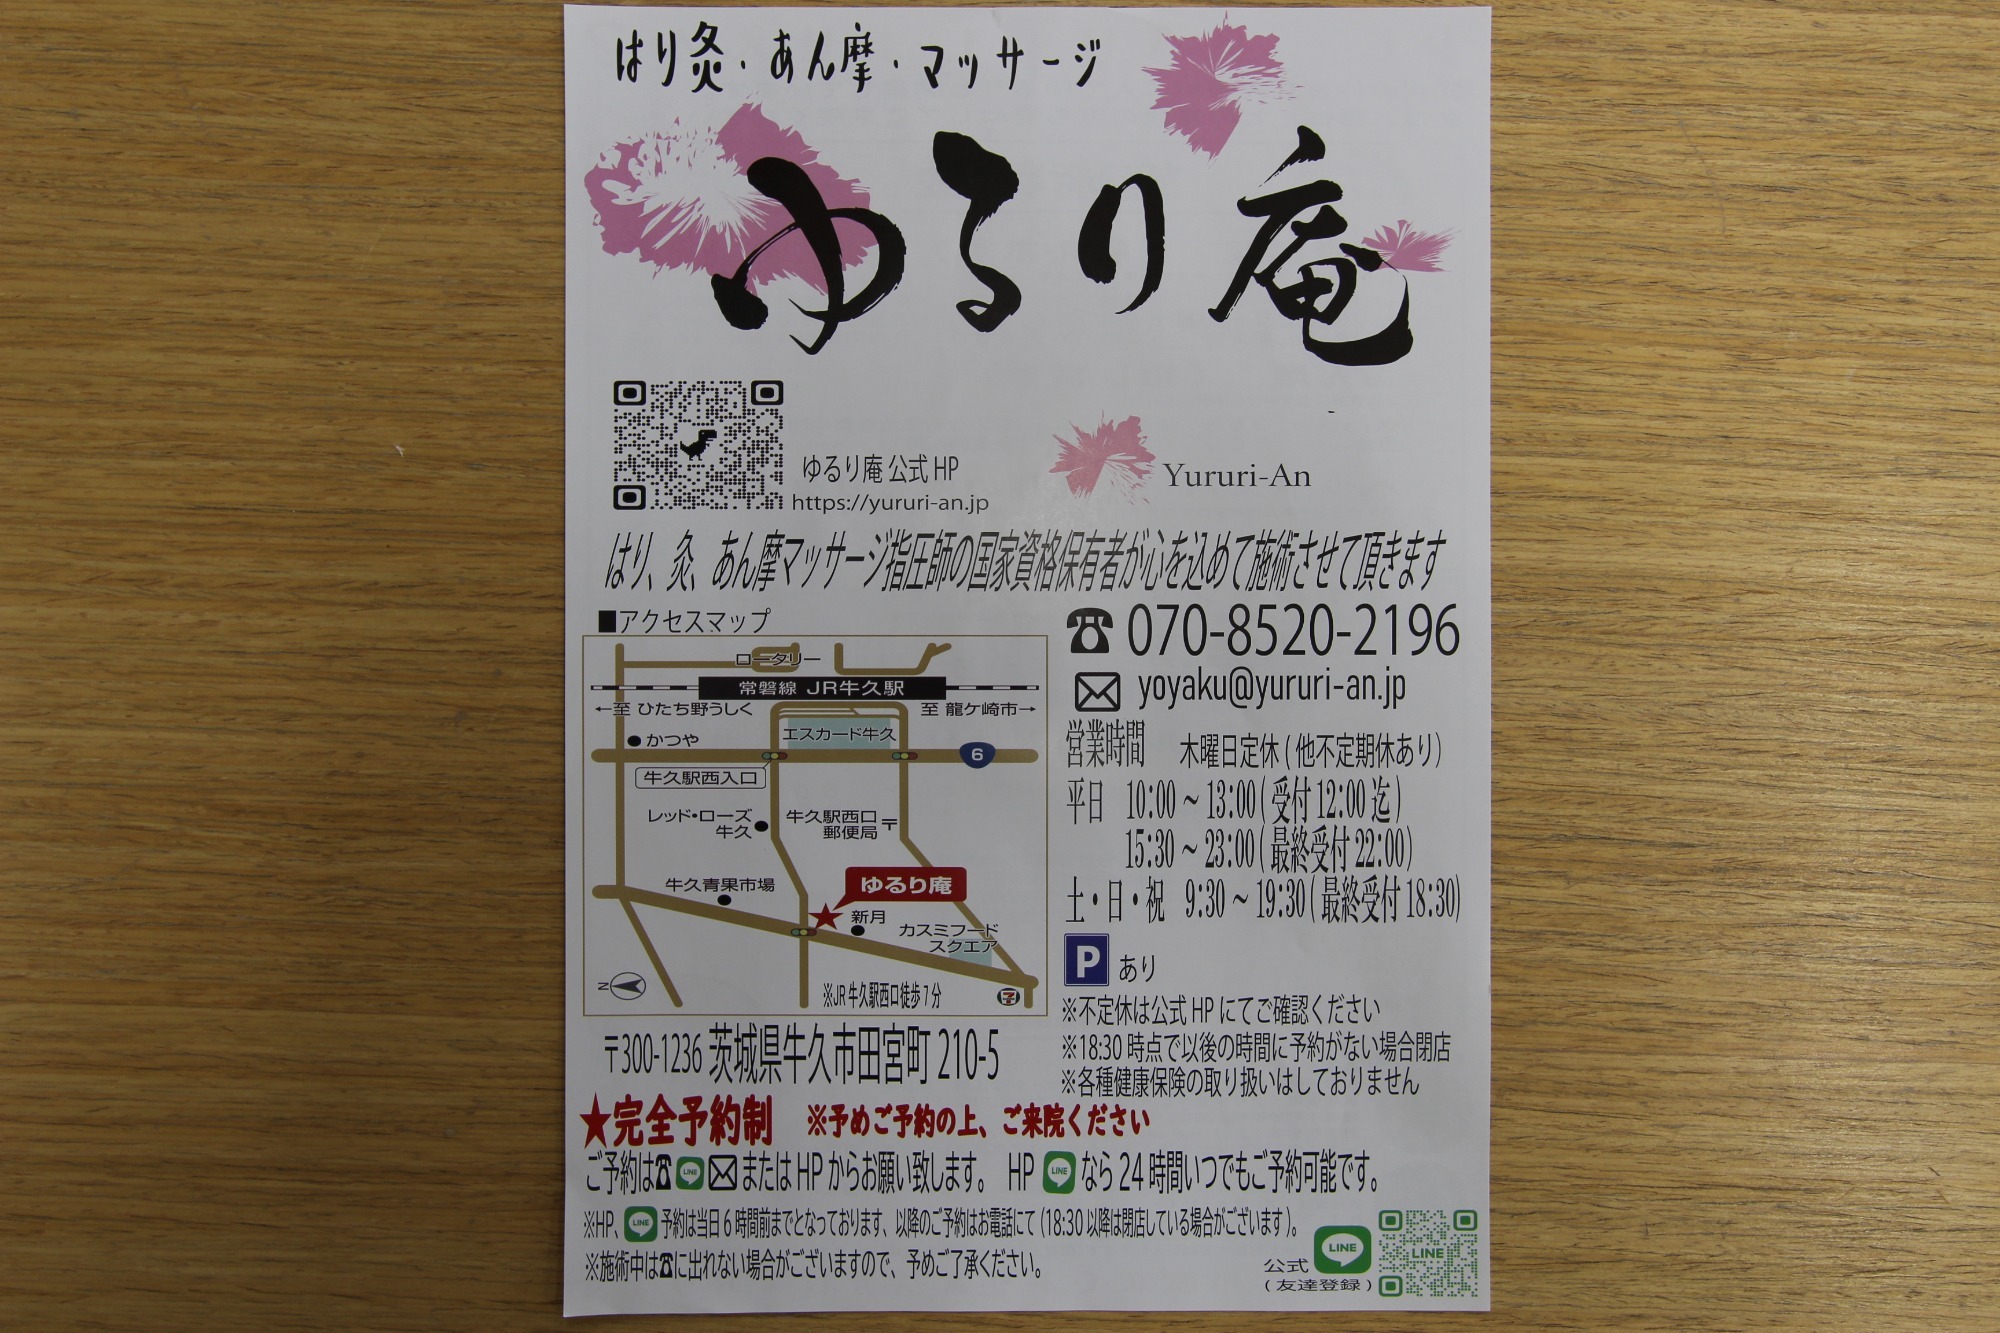 はり灸・あん摩・マッサージ
ゆるり庵
ゆるり庵 公式 HP
https://yururi-an.jp
Yururi-An
はり、灸、あん摩マッサージ指圧師の国家資格保有者が心を込めて施術させて頂きます
■アクセスマップ
ロータリー
常磐線 JR牛久駅
←至 ひたち野うしく
至 龍ケ崎市→
エスカード牛久
かつや
6
牛久駅西入口
レッド・ローズ
牛久
牛久駅西口
郵便局〒
牛久青果市場
ゆるり庵
新月
カスミフード
スクエア
N
※JR 牛久駅西口徒歩 7 分
〒300-1236 茨城県牛久市田宮町 210-5
☎ 070-8520-2196
✉ yoyaku@yururi-an.jp
営業時間 木曜日定休 ( 他不定期休あり)
平日 10:00 ~ 13:00 ( 受付 12:00 迄 )
15:30 ~ 23:00 ( 最終受付 22:00)
土・日・祝 9:30 ~ 19:30 ( 最終受付 18:30)
P あり
※不定休は公式 HP にてご確認ください
※18:30 時点で以後の時間に予約がない場合閉店
※各種健康保険の取り扱いはしておりません
★完全予約制 ※予めご予約の上、ご来院ください
ご予約は☎LINE✉または HP からお願い致します。 HP LINE なら 24 時間いつでもご予約可能です。
※HP、LINE 予約は当日 6 時間前までとなっております、以降のご予約はお電話にて (18:30 以降は閉店している場合がございます )。
※施術中は☎に出れない場合がございますので、予めご了承ください。
公式 LINE
( 友達登録 )
LINE